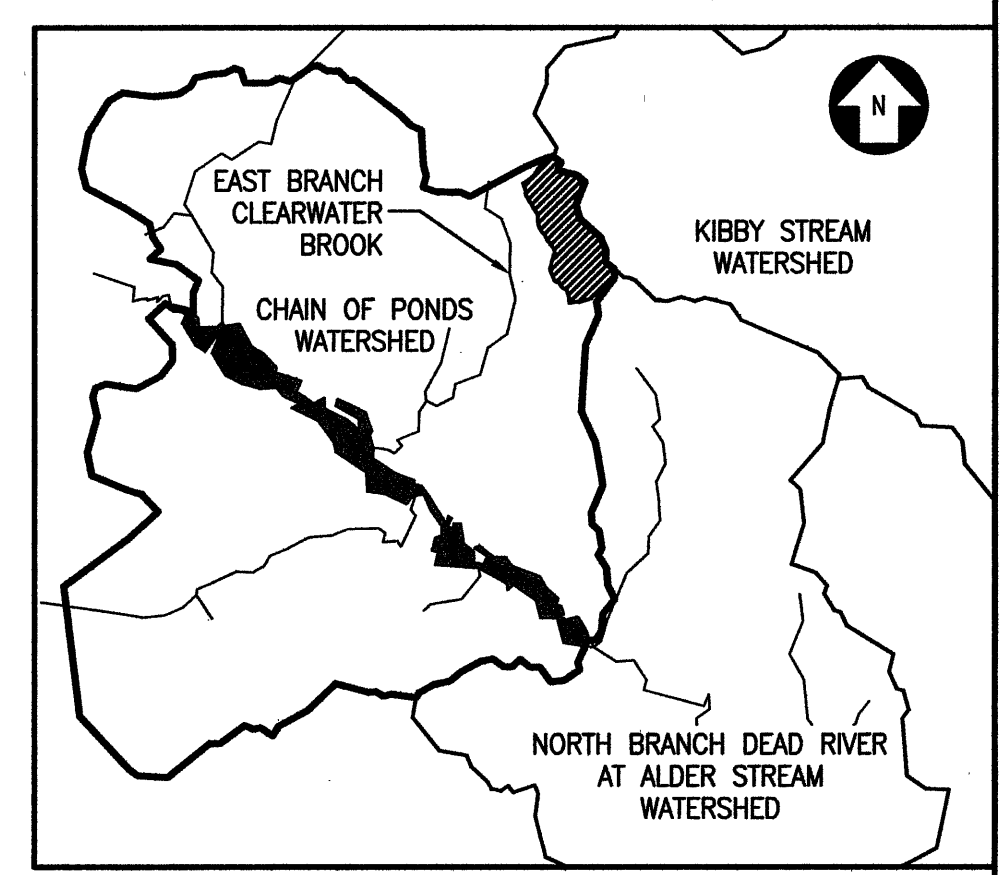 N
EAST BRANCH
CLEARWATER
BROOK
KIBBY STREAM
WATERSHED
CHAIN OF PONDS
WATERSHED
NORTH BRANCH DEAD RIVER
AT ALDER STREAM
WATERSHED